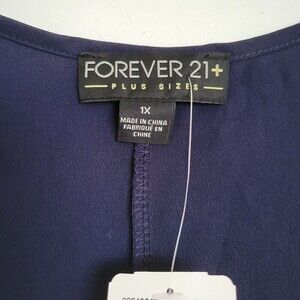 FOREVER 21+
PLUS SIZES
1X
MADE IN CHINA
FABRIQUÉ EN
CHINE